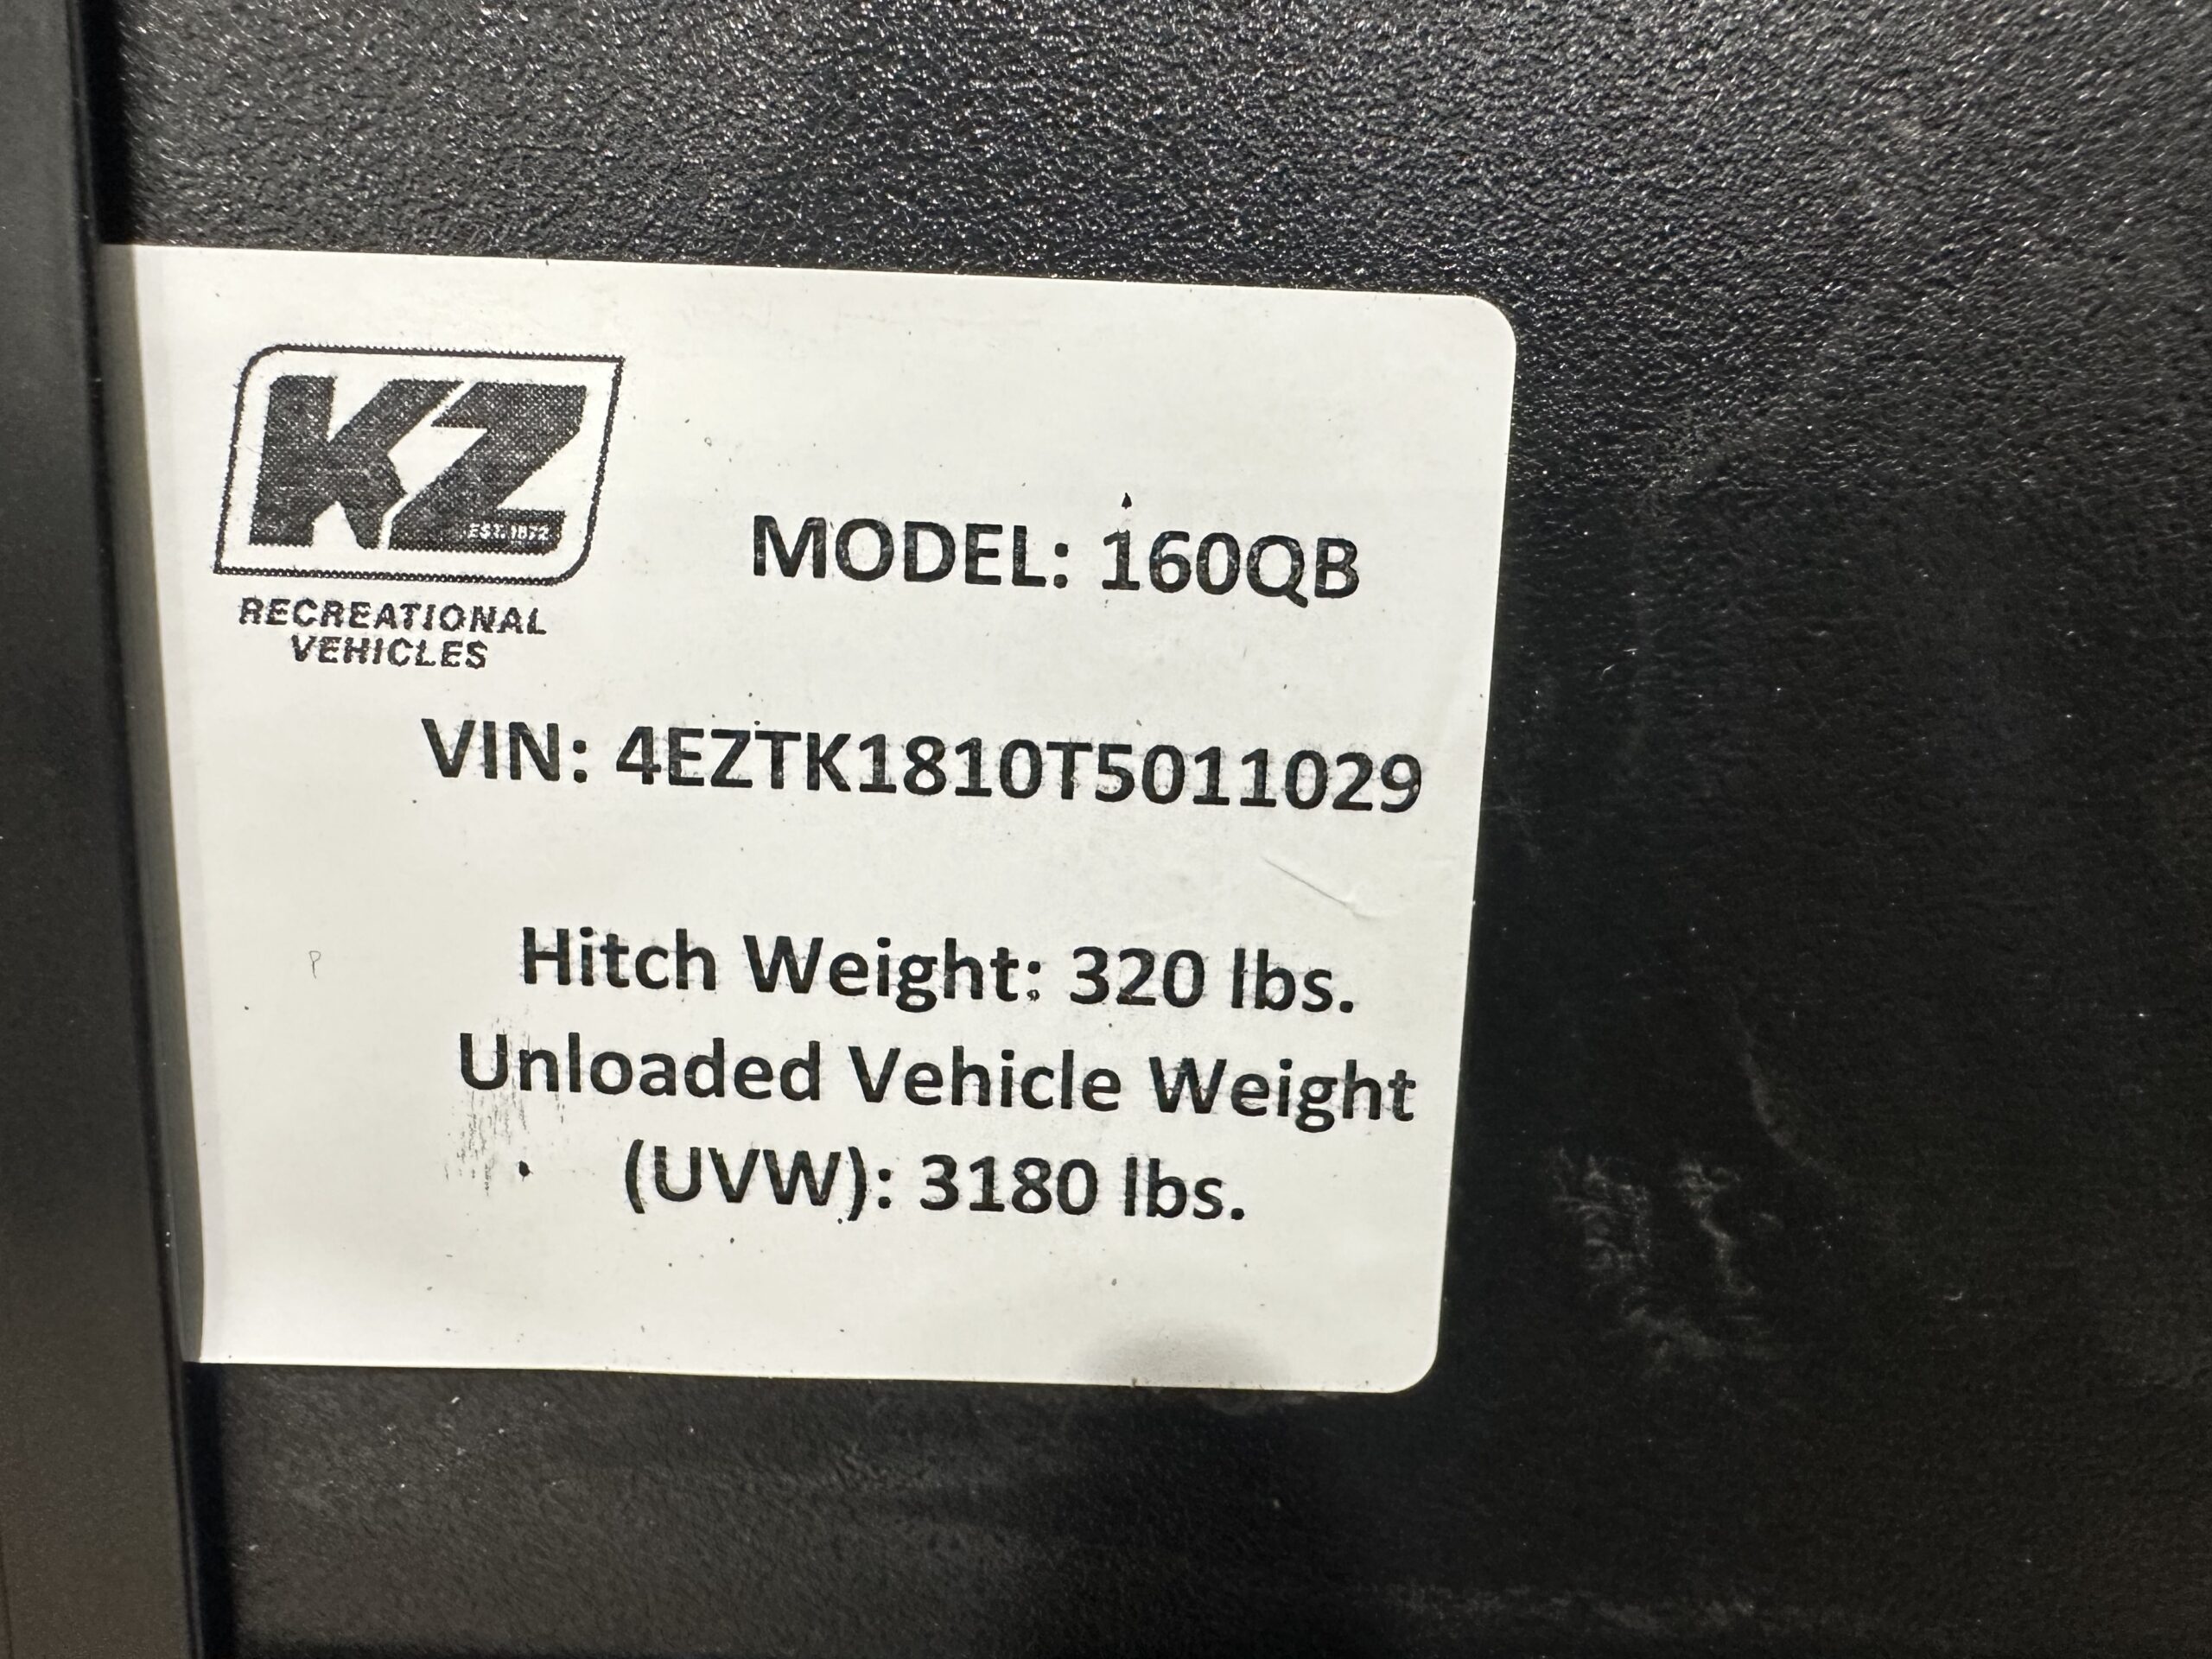 KZ
EST. 1972
RECREATIONAL
VEHICLES
MODEL: 160QB
VIN: 4EZTK1810T5011029
Hitch Weight: 320 lbs.
Unloaded Vehicle Weight
(UVW): 3180 lbs.